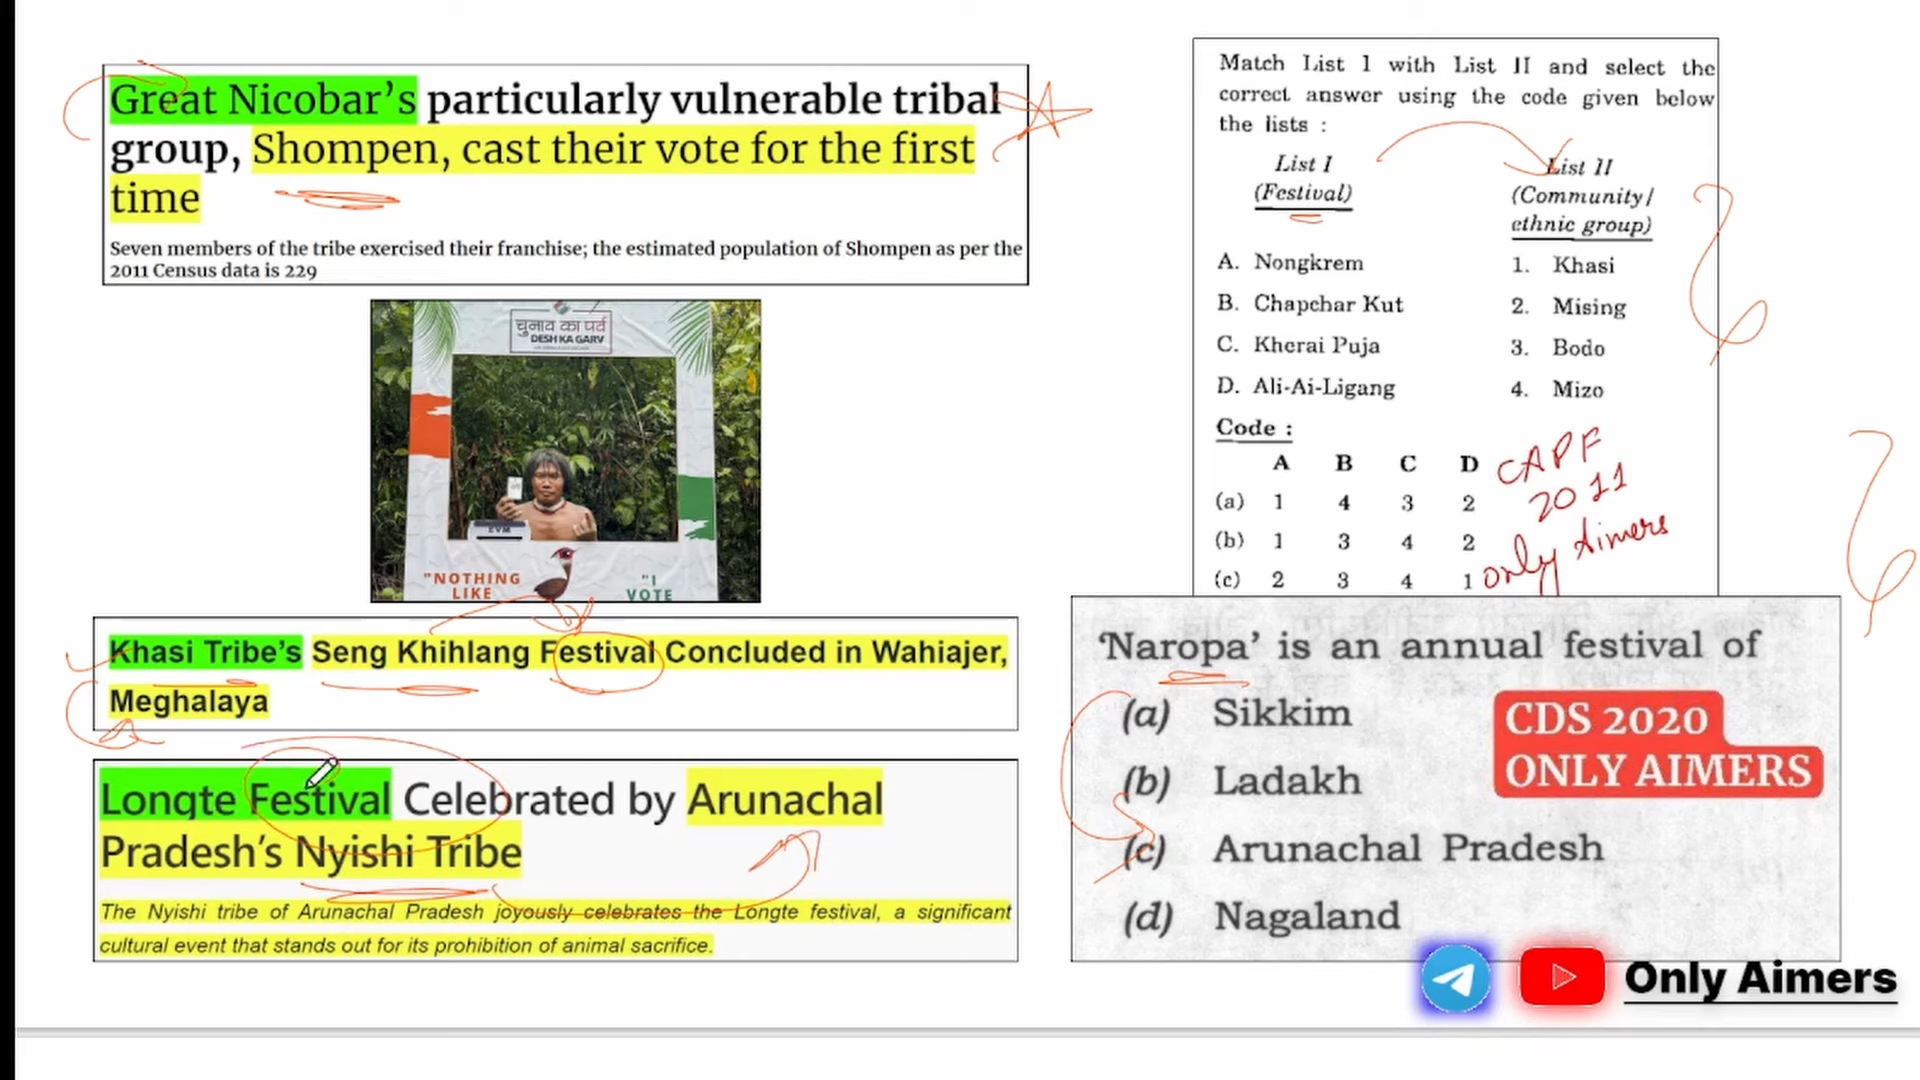 Great Nicobar's particularly vulnerable tribal
group, Shompen, cast their vote for the first
time
Seven members of the tribe exercised their franchise; the estimated population of Shompen as per the
2011 Census data is 229
चुनाव का पर्व
DESH KA GARV
EVM
"NOTHING
LIKE
"I
VOTE
Khasi Tribe's Seng Khihlang Festival Concluded in Wahiajer,
Meghalaya
Longte Festival Celebrated by Arunachal
Pradesh's Nyishi Tribe
The Nyishi tribe of Arunachal Pradesh joyously celebrates the Longte festival, a significant
cultural event that stands out for its prohibition of animal sacrifice.
Match List I with List II and select the
correct answer using the code given below
the lists :
List I
(Festival)
List II
(Community/
ethnic group)
A. Nongkrem 1. Khasi
B. Chapchar Kut 2. Mising
C. Kherai Puja 3. Bodo
D. Ali-Ai-Ligang 4. Mizo
Code :
A B C D
(a) 1 4 3 2
(b) 1 3 4 2
(c) 2 3 4 1
CAPF
2011
only Aimers
'Naropa' is an annual festival of
(a) Sikkim
(b) Ladakh
(c) Arunachal Pradesh
(d) Nagaland
CDS 2020
ONLY AIMERS
Only Aimers